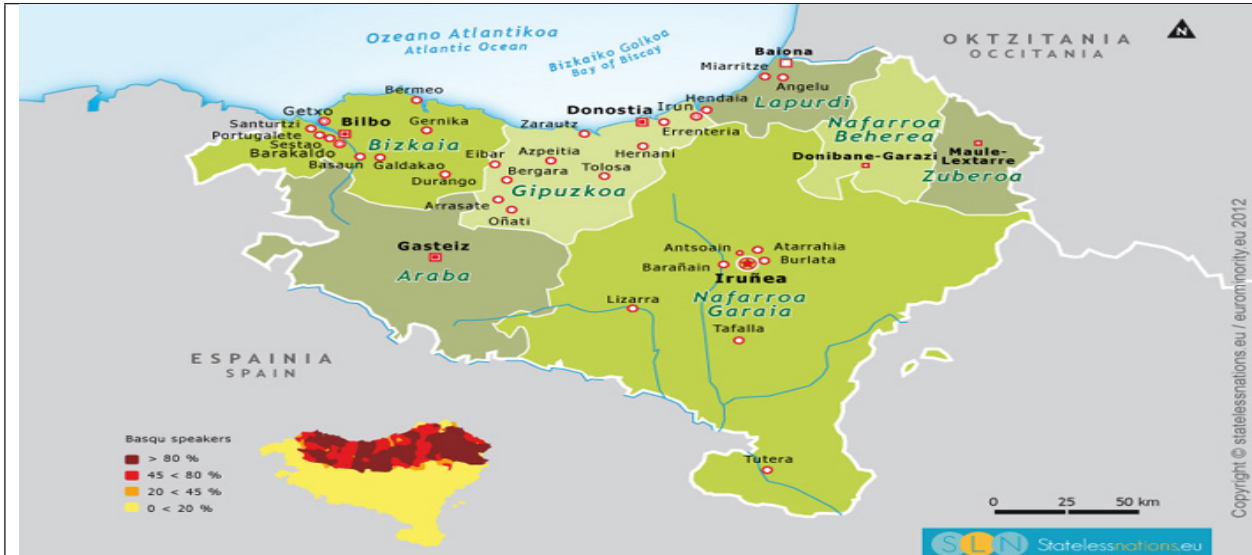 Ozeano Atlantikoa
Atlantic Ocean
Bizkaiko Golkoa
Bay of Biscay
OKTZITANIA
OCCITANIA
N
Baiona
Miarritze
Angelu
Lapurdi
Bermeo
Getxo
Santurtzi
Bilbo
Portugalete
Sestao
Barakaldo
Basaun
Galdakao
Gernika
Bizkaia
Durango
Donostia
Irun
Hendaia
Zarautz
Errenteria
Hernani
Eibar
Azpeitia
Bergara
Tolosa
Gipuzkoa
Arrasate
Oñati
Nafarroa
Beherea
Donibane-Garazi
Maule-
Lextarre
Zuberoa
Gasteiz
Araba
Antsoain
Atarrahia
Barañain
Burlata
Iruñea
Nafarroa
Garaia
Lizarra
Tafalla
Tutera
ESPAINIA
SPAIN
Basqu speakers
> 80 %
45 < 80 %
20 < 45 %
0 < 20 %
0 25 50 km
SLN Statelessnations.eu
Copyright © statelessnations.eu / eurominority.eu 2012